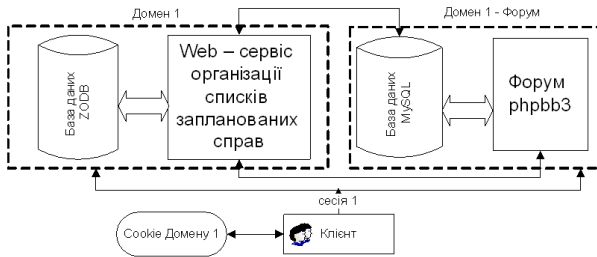 Домен 1
Домен 1 - Форум
База даних
ZODB
Web – сервіс
організації
списків
запланованих
справ
База даних
MySQL
Форум
phpbb3
сесія 1
Cookie Домену 1
Клієнт